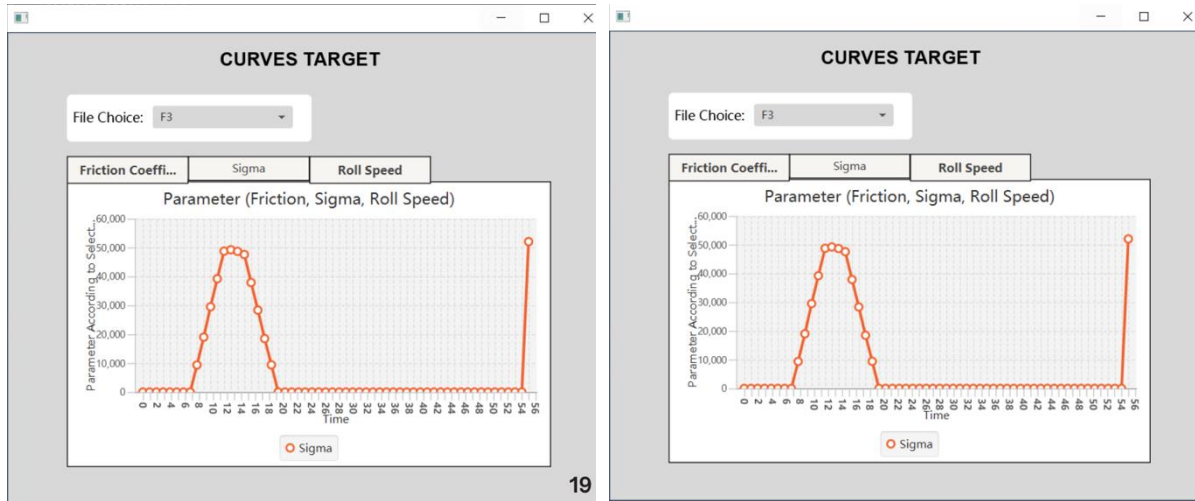 CURVES TARGET
File Choice: F3
Friction Coeffi... Sigma Roll Speed
Parameter (Friction, Sigma, Roll Speed)
Parameter According to Select...
60,000
50,000
40,000
30,000
20,000
10,000
0
0 2 4 6 8 10 12 14 16 18 20 22 24 26 28 30 32 34 36 38 40 42 44 46 48 50 52 54 56
Time
Sigma
19
CURVES TARGET
File Choice: F3
Friction Coeffi... Sigma Roll Speed
Parameter (Friction, Sigma, Roll Speed)
Parameter According to Select...
60,000
50,000
40,000
30,000
20,000
10,000
0
0 2 4 6 8 10 12 14 16 18 20 22 24 26 28 30 32 34 36 38 40 42 44 46 48 50 52 54 56
Time
Sigma